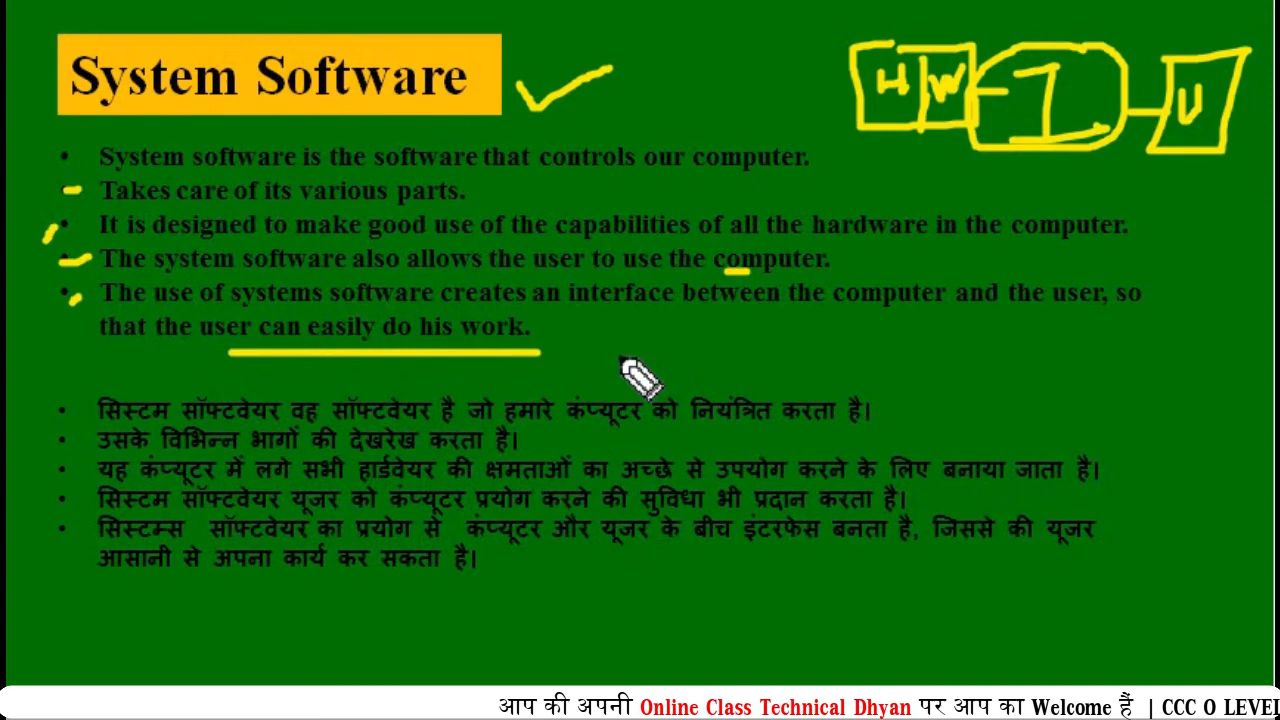 System Software
H W I U
• System software is the software that controls our computer.
• Takes care of its various parts.
• It is designed to make good use of the capabilities of all the hardware in the computer.
• The system software also allows the user to use the computer.
• The use of systems software creates an interface between the computer and the user, so
that the user can easily do his work.
• सिस्टम सॉफ्टवेयर वह सॉफ्टवेयर है जो हमारे कंप्यूटर को नियंत्रित करता है।
• उसके विभिन्न भागों की देखरेख करता है।
• यह कंप्यूटर में लगे सभी हार्डवेयर की क्षमताओं का अच्छे से उपयोग करने के लिए बनाया जाता है।
• सिस्टम सॉफ्टवेयर यूजर को कंप्यूटर प्रयोग करने की सुविधा भी प्रदान करता है।
• सिस्टम्स सॉफ्टवेयर का प्रयोग से कंप्यूटर और यूजर के बीच इंटरफेस बनता है, जिससे की यूजर
आसानी से अपना कार्य कर सकता है।
आप की अपनी Online Class Technical Dhyan पर आप का Welcome हैं | CCC O LEVEL